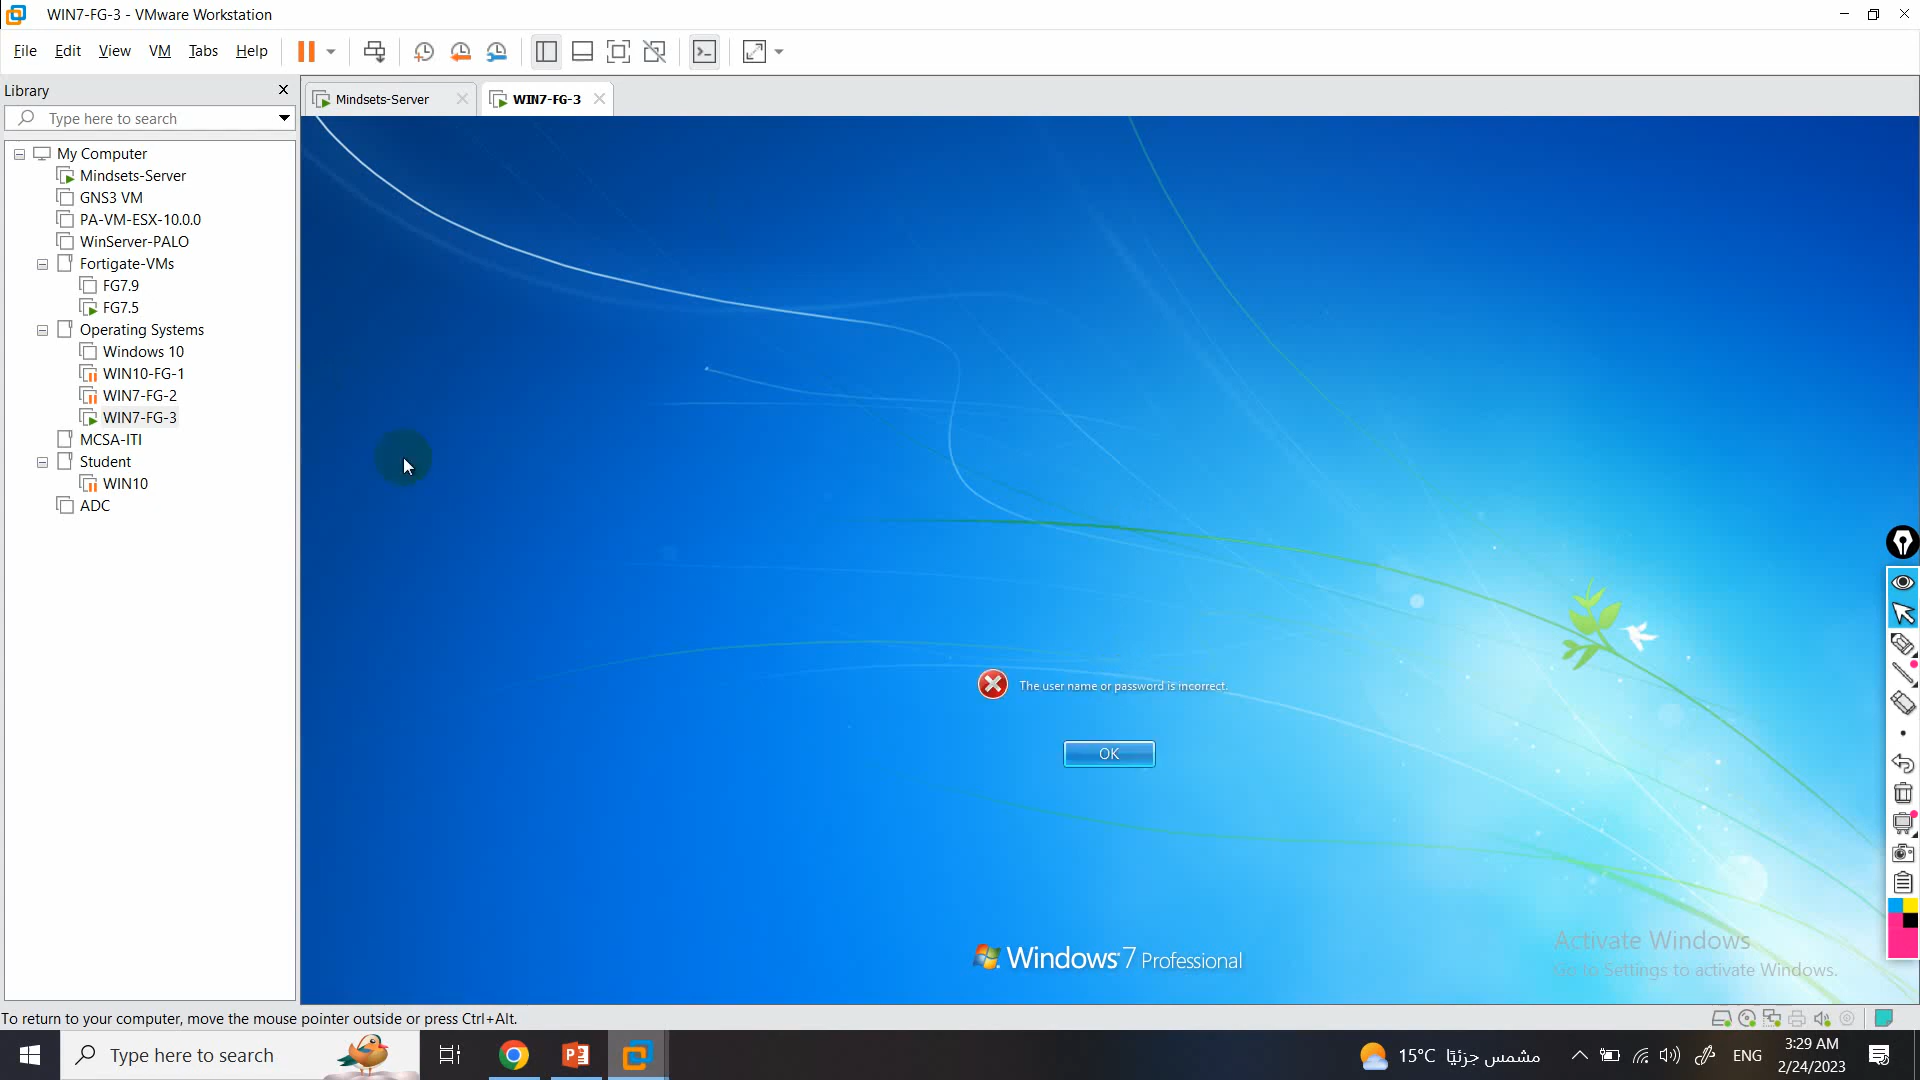 WIN7-FG-3 - VMware Workstation
File Edit View VM Tabs Help
Library
Type here to search
Mindsets-Server
WIN7-FG-3
My Computer
Mindsets-Server
GNS3 VM
PA-VM-ESX-10.0.0
WinServer-PALO
Fortigate-VMs
FG7.9
FG7.5
Operating Systems
Windows 10
WIN10-FG-1
WIN7-FG-2
WIN7-FG-3
MCSA-ITI
Student
WIN10
ADC
The user name or password is incorrect.
OK
Windows 7 Professional
Activate Windows
Go to Settings to activate Windows.
To return to your computer, move the mouse pointer outside or press Ctrl+Alt.
Type here to search
15°C مشمس جزئيًا
ENG
3:29 AM
2/24/2023